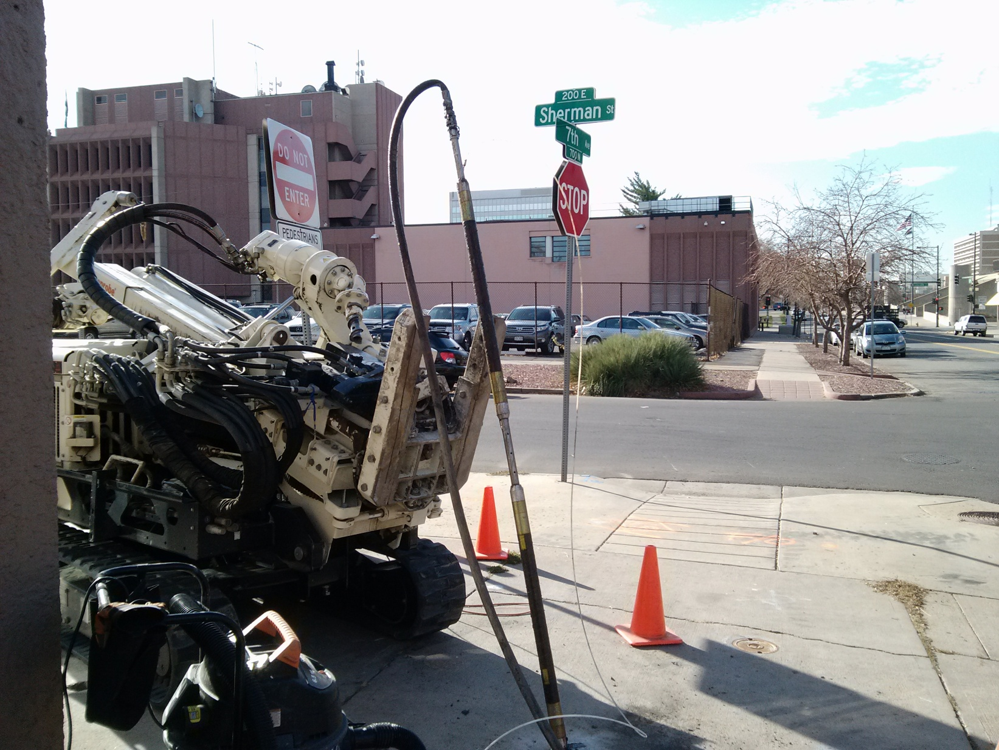 200 E
Sherman St
7th Ave
700 N
STOP
DO NOT
ENTER
PEDESTRIANS